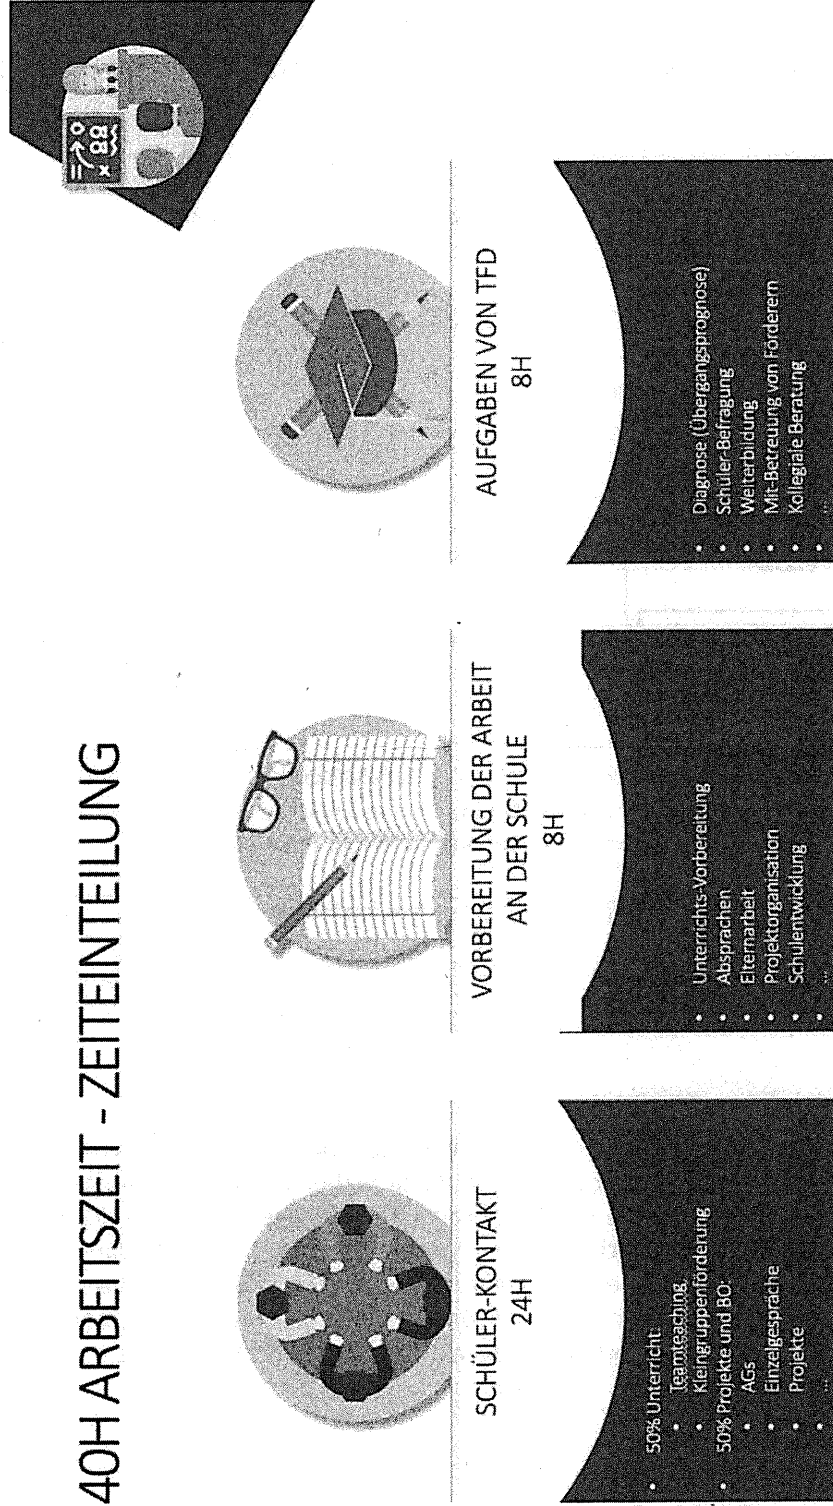 40H ARBEITSZEIT - ZEITEINTEILUNG
SCHÜLER-KONTAKT
24H
• 50% Unterricht:
• Teamteaching
• Kleingruppenförderung
• 50% Projekte und BO:
• AGs
• Einzelgespräche
• Projekte
• ...
VORBEREITUNG DER ARBEIT
AN DER SCHULE
8H
• Unterrichts-Vorbereitung
• Absprachen
• Elternarbeit
• Projektorganisation
• Schulentwicklung
• ...
AUFGABEN VON TFD
8H
• Diagnose (Übergangsprognose)
• Schüler-Befragung
• Weiterbildung
• Mit-Betreuung von Förderern
• Kollegiale Beratung
• ...